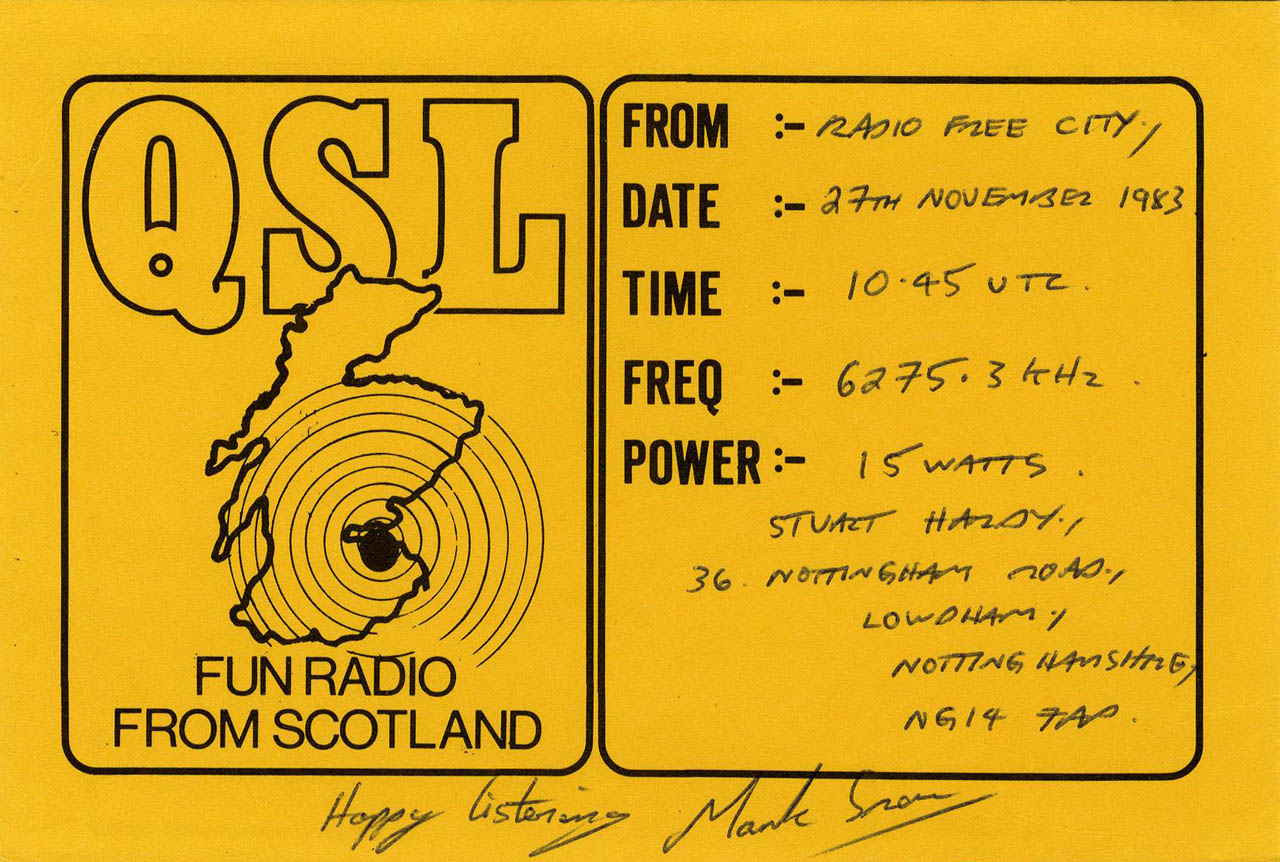 QSL
FUN RADIO
FROM SCOTLAND
FROM :- RADIO FREE CITY.,
DATE :- 27TH NOVEMBER 1983
TIME :- 10.45 UTC.
FREQ :- 6275.3 KHz.
POWER :- 15 WATTS.
STUART HARDY.,
36. NOTTINGHAM ROAD.,
LOWDHAM.,
NOTTINGHAMSHIRE,
NG14 7AP.
Happy listening Mark